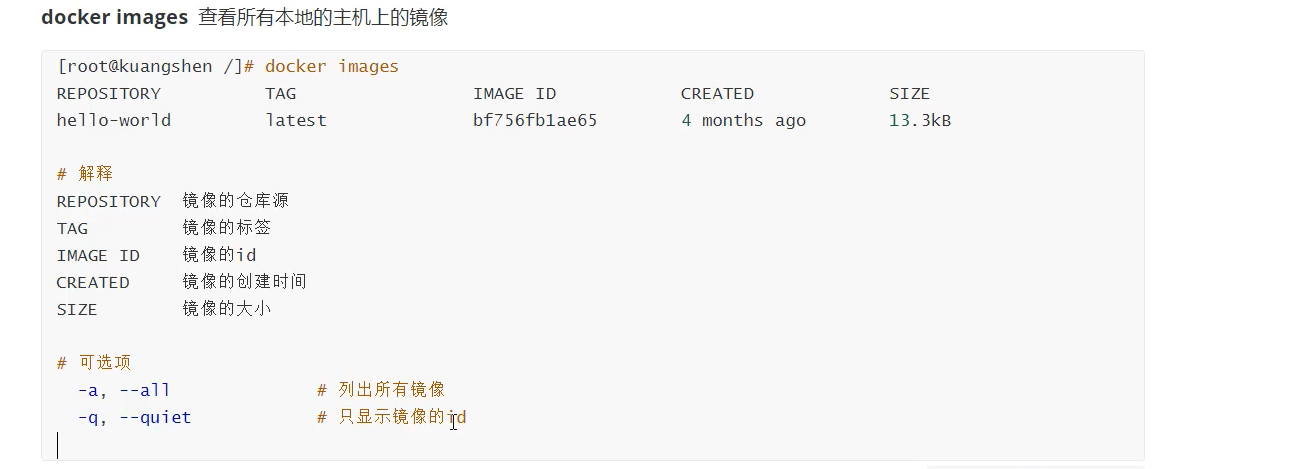 docker images 查看所有本地的主机上的镜像
[root@kuangshen /]# docker images
REPOSITORY TAG IMAGE ID CREATED SIZE
hello-world latest bf756fb1ae65 4 months ago 13.3kB
# 解释
REPOSITORY 镜像的仓库源
TAG 镜像的标签
IMAGE ID 镜像的id
CREATED 镜像的创建时间
SIZE 镜像的大小
# 可选项
-a, --all # 列出所有镜像
-q, --quiet # 只显示镜像的id